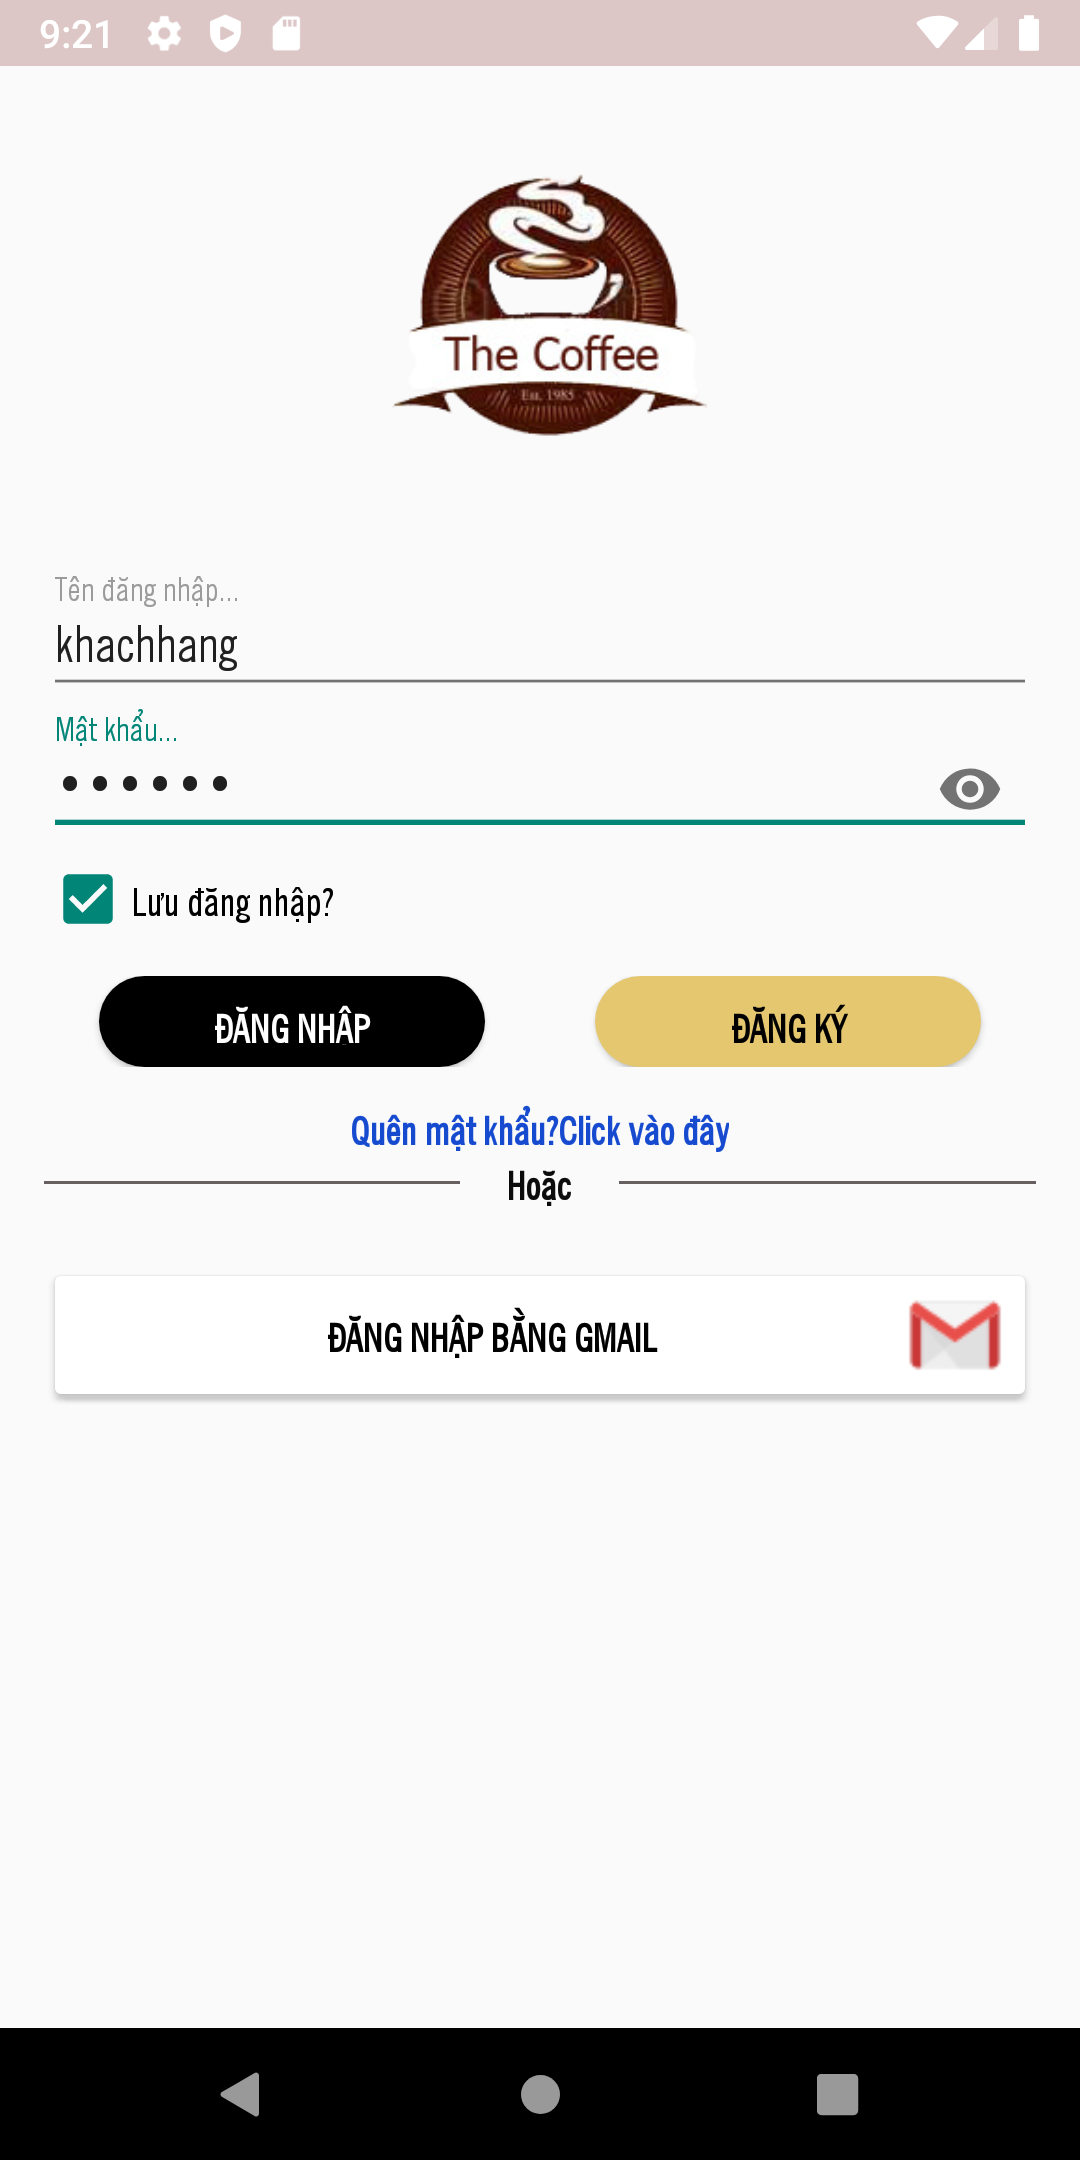 9:21
The Coffee
Est. 1985
Tên đăng nhập...
khachhang
Mật khẩu...
Lưu đăng nhập?
ĐĂNG NHẬP
ĐĂNG KÝ
Quên mật khẩu?Click vào đây
Hoặc
ĐĂNG NHẬP BẰNG GMAIL